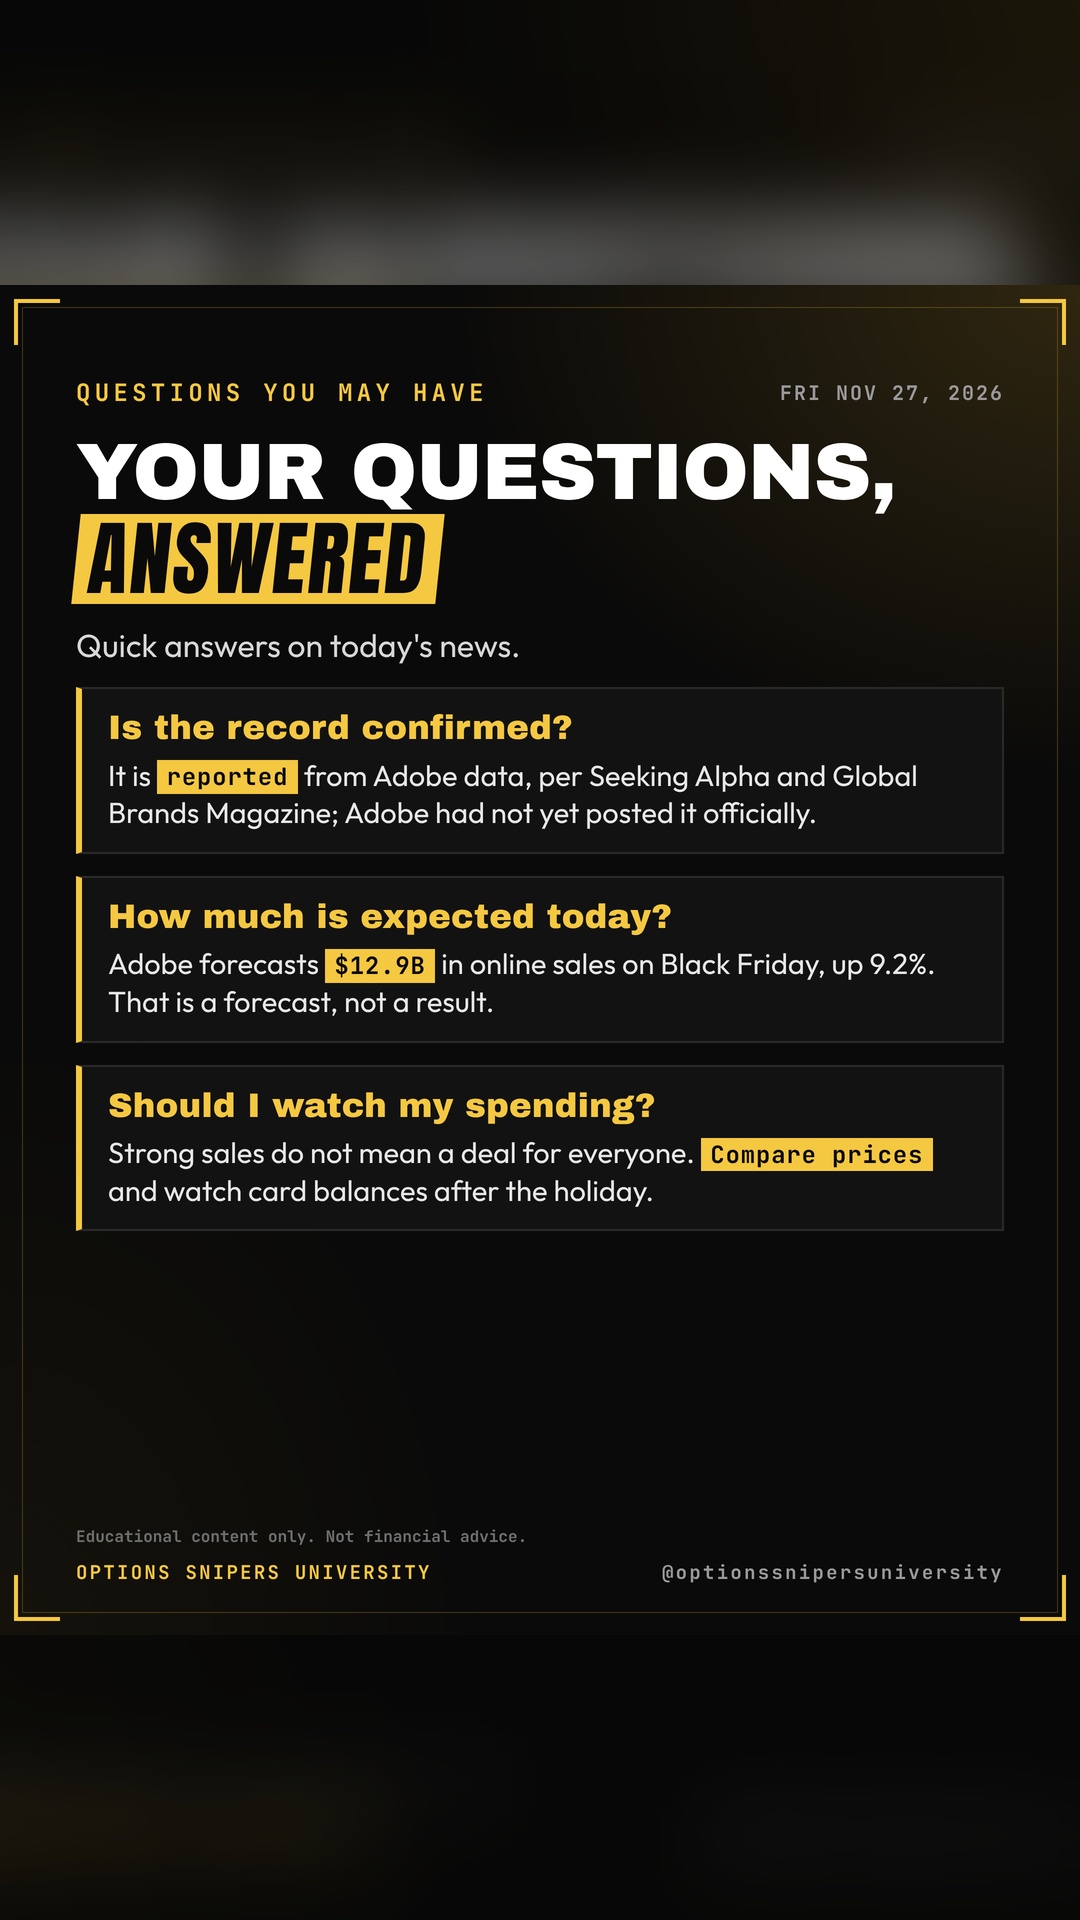 QUESTIONS YOU MAY HAVE
FRI NOV 27, 2026
YOUR QUESTIONS,
ANSWERED
Quick answers on today's news.
Is the record confirmed?
It is reported from Adobe data, per Seeking Alpha and Global
Brands Magazine; Adobe had not yet posted it officially.
How much is expected today?
Adobe forecasts $12.9B in online sales on Black Friday, up 9.2%.
That is a forecast, not a result.
Should I watch my spending?
Strong sales do not mean a deal for everyone. Compare prices
and watch card balances after the holiday.
Educational content only. Not financial advice.
OPTIONS SNIPERS UNIVERSITY
@optionssnipersuniversity